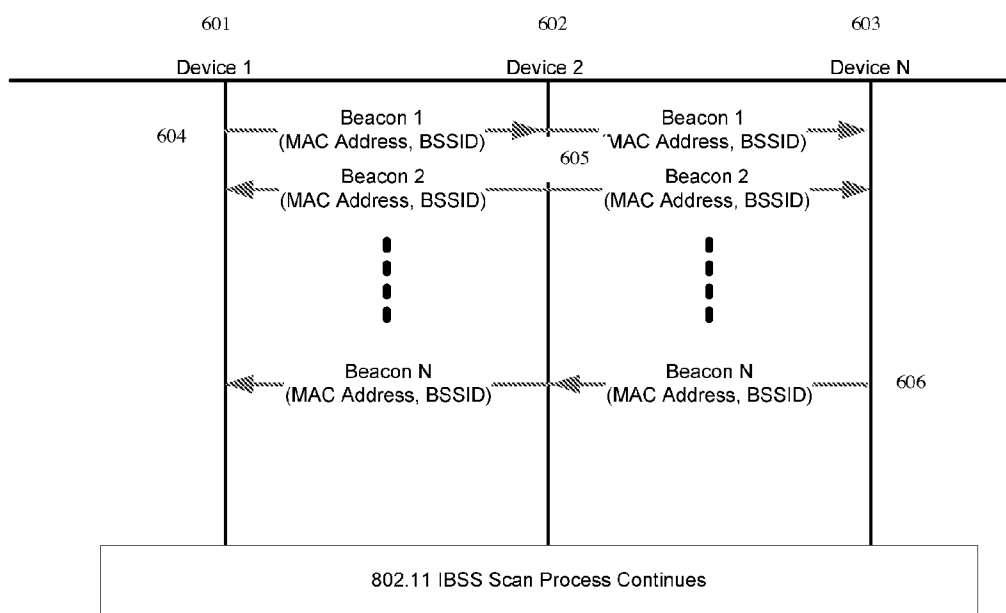 601 602 603
Device 1 Device 2 Device N
604
Beacon 1
(MAC Address, BSSID)
605
Beacon 1
(MAC Address, BSSID)
Beacon 2
(MAC Address, BSSID)
Beacon 2
(MAC Address, BSSID)
Beacon N
(MAC Address, BSSID)
Beacon N
(MAC Address, BSSID)
606
802.11 IBSS Scan Process Continues